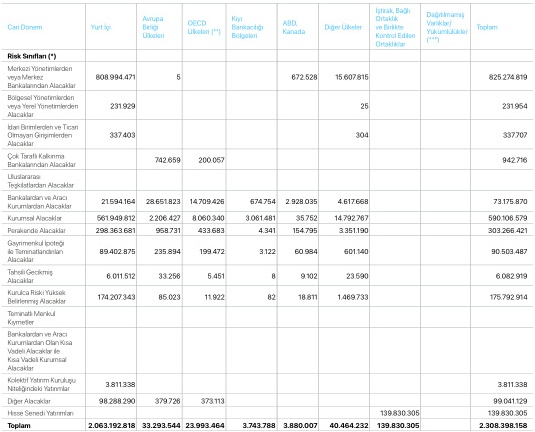 Cari Dönem Yurt İçi Avrupa Birliği Ülkeleri OECD Ülkeleri (**) Kıyı Bankacılığı Bölgeleri ABD, Kanada Diğer Ülkeler İştirak, Bağlı Ortaklık ve Birlikte Kontrol Edilen Ortaklıklar Dağıtılmamış Varlıklar/ Yükümlülükler (***) Toplam
Risk Sınıfları (*)
Merkezi Yönetimlerden veya Merkez Bankalarından Alacaklar 808.994.471 5 672.528 15.607.815 825.274.819
Bölgesel Yönetimlerden veya Yerel Yönetimlerden Alacaklar 231.929 25 231.954
İdari Birimlerden ve Ticari Olmayan Girişimlerden Alacaklar 337.403 304 337.707
Çok Taraflı Kalkınma Bankalarından Alacaklar 742.659 200.057 942.716
Uluslararası Teşkilatlardan Alacaklar
Bankalardan ve Aracı Kurumlardan Alacaklar 21.594.164 28.651.823 14.709.426 674.754 2.928.035 4.617.668 73.175.870
Kurumsal Alacaklar 561.949.812 2.206.427 8.060.340 3.061.481 35.752 14.792.767 590.106.579
Perakende Alacaklar 298.363.681 958.731 433.683 4.341 154.795 3.351.190 303.266.421
Gayrimenkul İpoteği ile Teminatlandırılan Alacaklar 89.402.875 235.894 199.472 3.122 60.984 601.140 90.503.487
Tahsili Gecikmiş Alacaklar 6.011.512 33.256 5.451 8 9.102 23.590 6.082.919
Kurulca Riski Yüksek Belirlenmiş Alacaklar 174.207.343 85.023 11.922 82 18.811 1.469.733 175.792.914
Teminatlı Menkul Kıymetler
Bankalardan ve Aracı Kurumlardan Olan Kısa Vadeli Alacaklar ile Kısa Vadeli Kurumsal Alacaklar
Kolektif Yatırım Kuruluşu Niteliğindeki Yatırımlar 3.811.338 3.811.338
Diğer Alacaklar 98.288.290 379.726 373.113 99.041.129
Hisse Senedi Yatırımları 139.830.305 139.830.305
Toplam 2.063.192.818 33.293.544 23.993.464 3.743.788 3.880.007 40.464.232 139.830.305 2.308.398.158